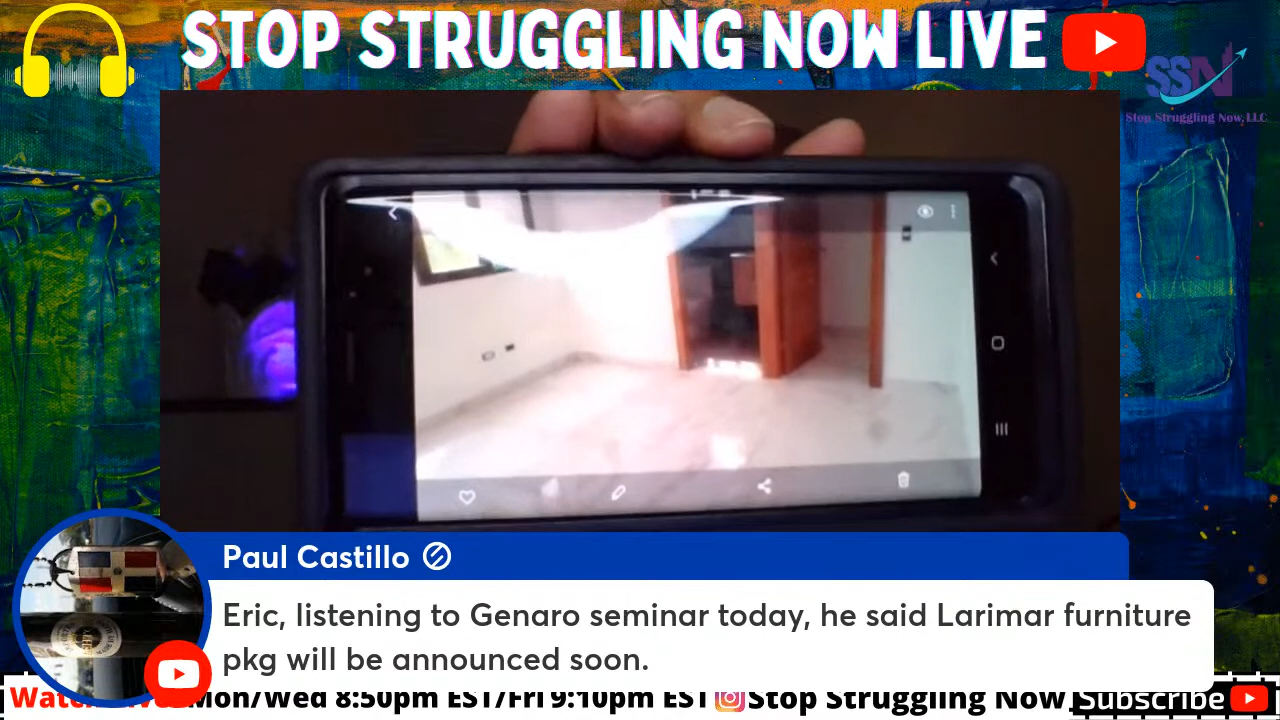 STOP STRUGGLING NOW LIVE
SSN
Stop Struggling Now, LLC
Paul Castillo
Eric, listening to Genaro seminar today, he said Larimar furniture
pkg will be announced soon.
Mon/Wed 8:50pm EST/Fri 9:10pm EST Stop Struggling Now, Subscribe